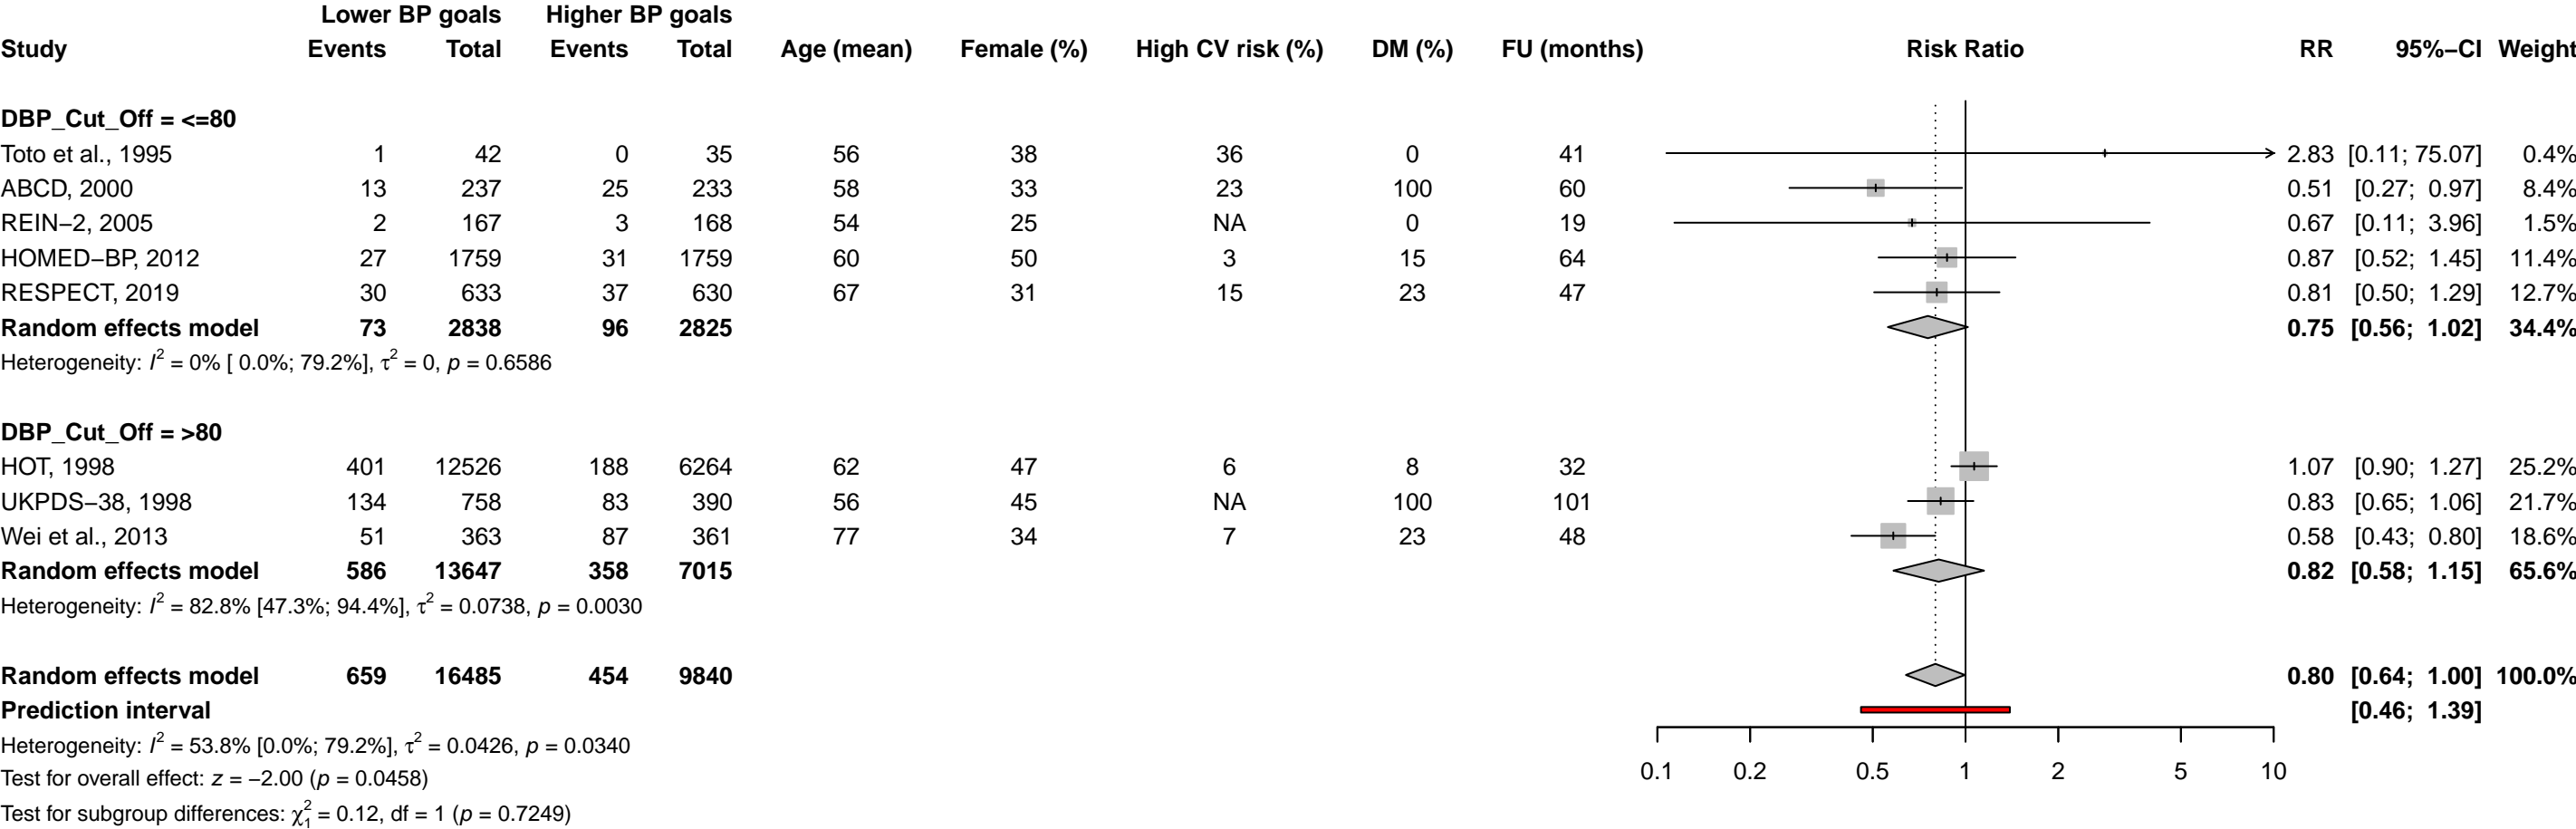 Lower BP goals Higher BP goals
Study Events Total Events Total Age (mean) Female (%) High CV risk (%) DM (%) FU (months) Risk Ratio RR 95%−CI Weight
DBP_Cut_Off = <=80
Toto et al., 1995 1 42 0 35 56 38 36 0 41 2.83 [0.11; 75.07] 0.4%
ABCD, 2000 13 237 25 233 58 33 23 100 60 0.51 [0.27; 0.97] 8.4%
REIN−2, 2005 2 167 3 168 54 25 NA 0 19 0.67 [0.11; 3.96] 1.5%
HOMED−BP, 2012 27 1759 31 1759 60 50 3 15 64 0.87 [0.52; 1.45] 11.4%
RESPECT, 2019 30 633 37 630 67 31 15 23 47 0.81 [0.50; 1.29] 12.7%
Random effects model 73 2838 96 2825 0.75 [0.56; 1.02] 34.4%
Heterogeneity: I² = 0% [ 0.0%; 79.2%], τ² = 0, p = 0.6586
DBP_Cut_Off = >80
HOT, 1998 401 12526 188 6264 62 47 6 8 32 1.07 [0.90; 1.27] 25.2%
UKPDS−38, 1998 134 758 83 390 56 45 NA 100 101 0.83 [0.65; 1.06] 21.7%
Wei et al., 2013 51 363 87 361 77 34 7 23 48 0.58 [0.43; 0.80] 18.6%
Random effects model 586 13647 358 7015 0.82 [0.58; 1.15] 65.6%
Heterogeneity: I² = 82.8% [47.3%; 94.4%], τ² = 0.0738, p = 0.0030
Random effects model 659 16485 454 9840 0.80 [0.64; 1.00] 100.0%
Prediction interval [0.46; 1.39]
Heterogeneity: I² = 53.8% [0.0%; 79.2%], τ² = 0.0426, p = 0.0340
0.1 0.2 0.5 1 2 5 10
Test for overall effect: z = −2.00 (p = 0.0458)
Test for subgroup differences: χ₁² = 0.12, df = 1 (p = 0.7249)